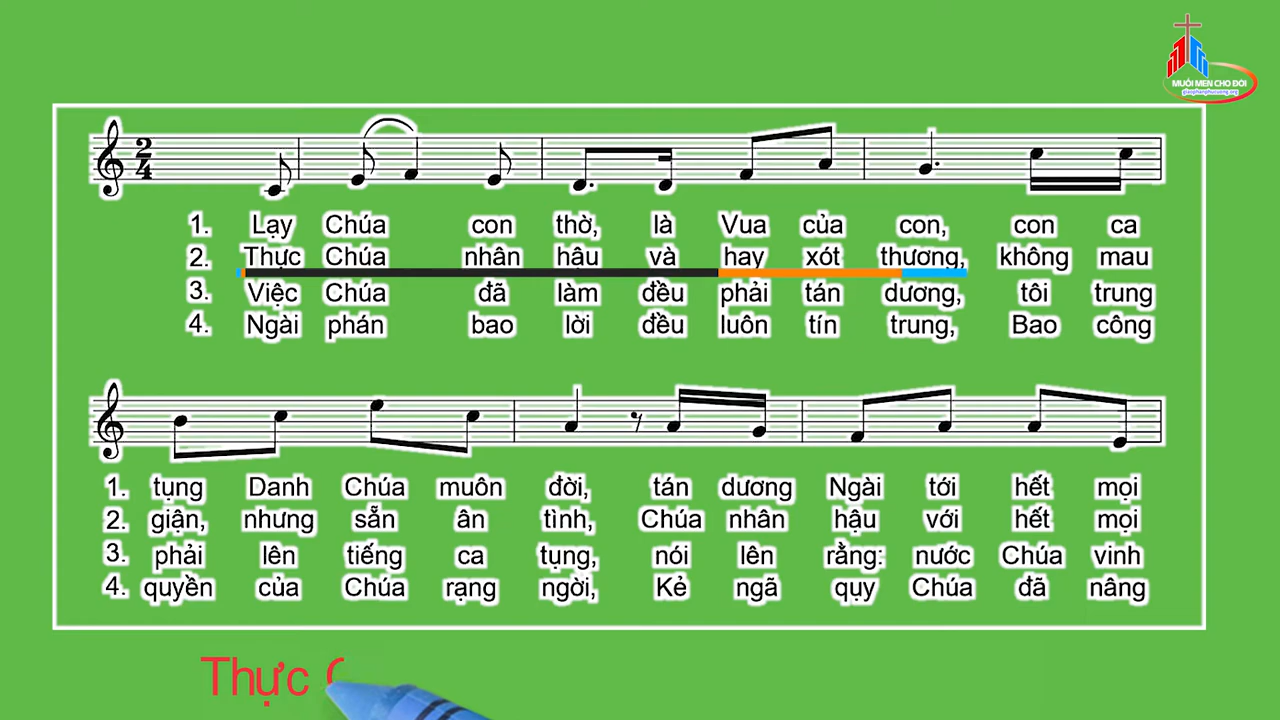 MUỐI MEN CHO ĐỜI
giaophanphucuong.org
2
4
1. Lạy Chúa con thờ, là Vua của con, con ca
2. Thực Chúa nhân hậu và hay xót thương, không mau
3. Việc Chúa đã làm đều phải tán dương, tôi trung
4. Ngài phán bao lời đều luôn tín trung, Bao công
1. tụng Danh Chúa muôn đời, tán dương Ngài tới hết mọi
2. giận, nhưng sẵn ân tình, Chúa nhân hậu với hết mọi
3. phải lên tiếng ca tụng, nói lên rằng: nước Chúa vinh
4. quyền của Chúa rạng ngời, Kẻ ngã quỵ Chúa đã nâng
Thực